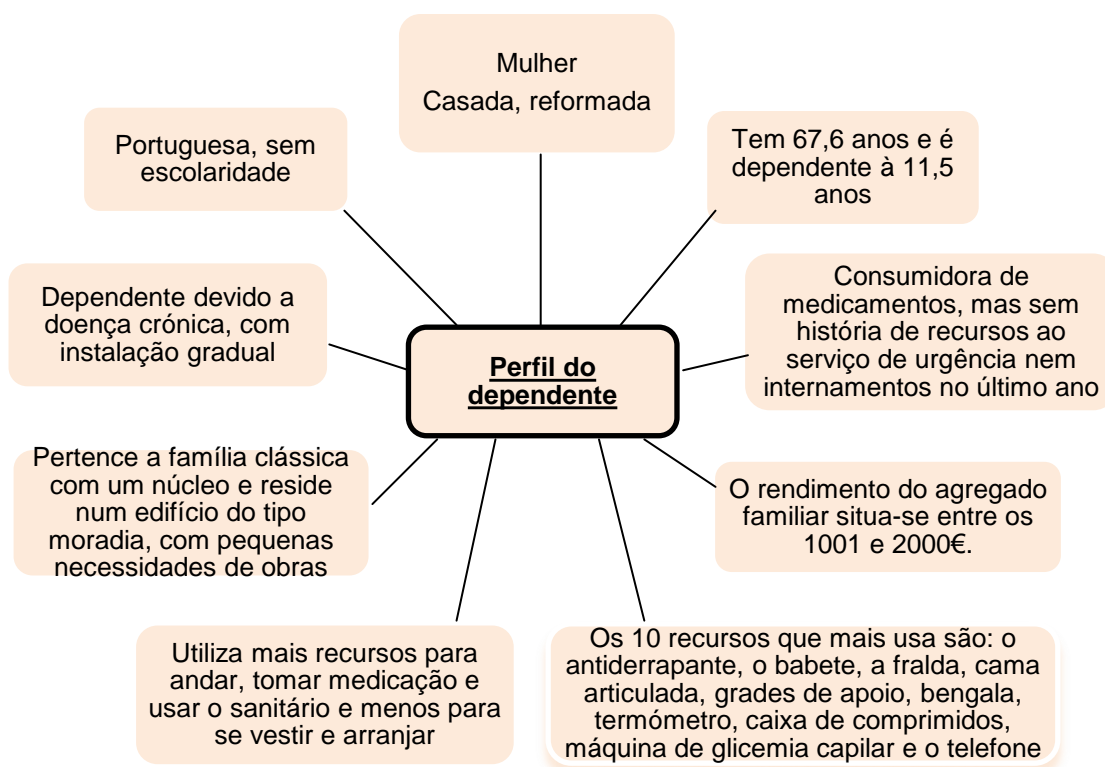 Mulher
Casada, reformada
Portuguesa, sem
escolaridade
Tem 67,6 anos e é
dependente à 11,5
anos
Dependente devido a
doença crónica, com
instalação gradual
Consumidora de
medicamentos, mas sem
história de recursos ao
serviço de urgência nem
internamentos no último ano
Perfil do
dependente
Pertence a família clássica
com um núcleo e reside
num edifício do tipo
moradia, com pequenas
necessidades de obras
O rendimento do agregado
familiar situa-se entre os
1001 e 2000€.
Utiliza mais recursos para
andar, tomar medicação e
usar o sanitário e menos para
se vestir e arranjar
Os 10 recursos que mais usa são: o
antiderrapante, o babete, a fralda, cama
articulada, grades de apoio, bengala,
termómetro, caixa de comprimidos,
máquina de glicemia capilar e o telefone